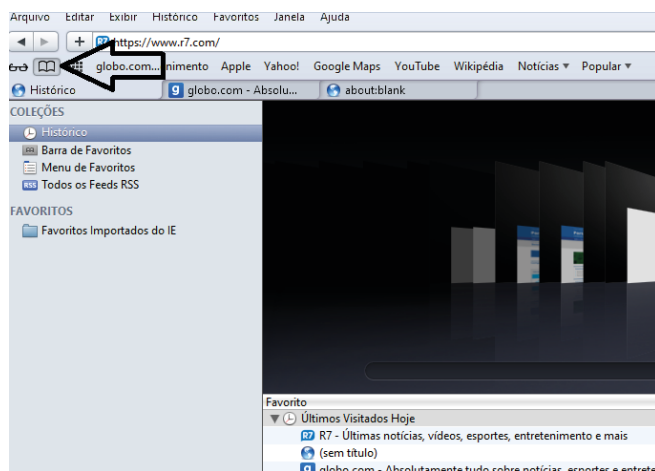 Arquivo Editar Exibir Histórico Favoritos Janela Ajuda
R7 https://www.r7.com/
globo.com... nimento Apple Yahoo! Google Maps YouTube Wikipédia Notícias Popular
Histórico g globo.com - Absolu... about:blank
COLEÇÕES
Histórico
Barra de Favoritos
Menu de Favoritos
RSS Todos os Feeds RSS
FAVORITOS
Favoritos Importados do IE
Favorito
Últimos Visitados Hoje
R7 R7 - Últimas notícias, vídeos, esportes, entretenimento e mais
(sem título)
g globo.com - Absolutamente tudo sobre notícias, esportes e entrete